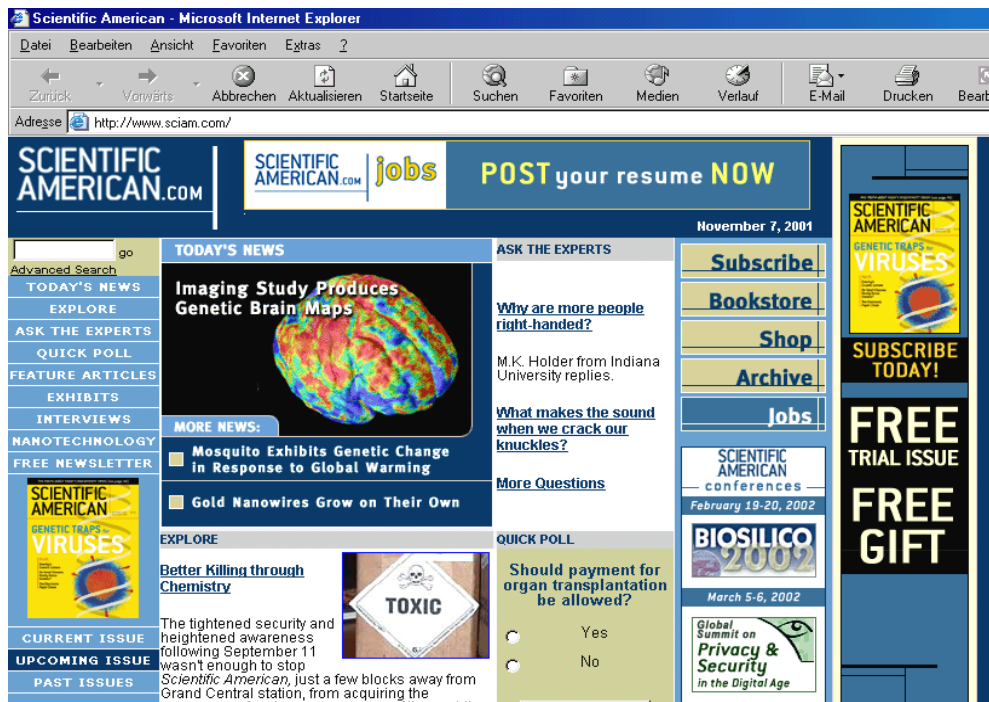 Scientific American - Microsoft Internet Explorer
Datei Bearbeiten Ansicht Favoriten Extras ?
Zurück Vorwärts Abbrechen Aktualisieren Startseite Suchen Favoriten Medien Verlauf E-Mail Drucken
Adresse http://www.sciam.com/
SCIENTIFIC
AMERICAN.COM
SCIENTIFIC
AMERICAN.COM
jobs
POST your resume NOW
November 7, 2001
go
Advanced Search
TODAY'S NEWS
EXPLORE
ASK THE EXPERTS
QUICK POLL
FEATURE ARTICLES
EXHIBITS
INTERVIEWS
NANOTECHNOLOGY
FREE NEWSLETTER
SCIENTIFIC
AMERICAN
GENETIC TRAPS for
VIRUSES
CURRENT ISSUE
UPCOMING ISSUE
PAST ISSUES
TODAY'S NEWS
Imaging Study Produces
Genetic Brain Maps
MORE NEWS:
Mosquito Exhibits Genetic Change
in Response to Global Warming
Gold Nanowires Grow on Their Own
EXPLORE
Better Killing through
Chemistry
TOXIC
The tightened security and
heightened awareness
following September 11
wasn't enough to stop
Scientific American, just a few blocks away from
Grand Central station, from acquiring the
ASK THE EXPERTS
Why are more people
right-handed?
M.K. Holder from Indiana
University replies.
What makes the sound
when we crack our
knuckles?
More Questions
QUICK POLL
Should payment for
organ transplantation
be allowed?
Yes
No
Subscribe
Bookstore
Shop
Archive
Jobs
SCIENTIFIC
AMERICAN
conferences
February 19-20, 2002
BIOSILICO
2002
March 5-6, 2002
Global
Summit on
Privacy &
Security
in the Digital Age
SCIENTIFIC
AMERICAN
GENETIC TRAPS for
VIRUSES
SUBSCRIBE
TODAY!
FREE
TRIAL ISSUE
FREE
GIFT